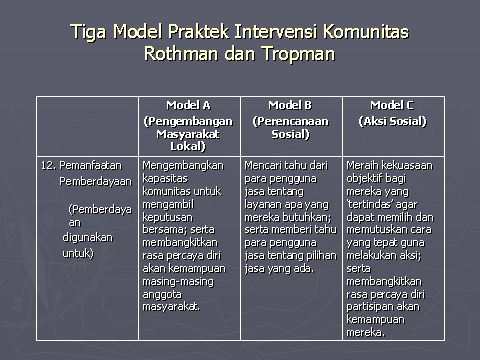 Tiga Model Praktek Intervensi Komunitas
Rothman dan Tropman
Model A
(Pengembangan
Masyarakat
Lokal)
Model B
(Perencanaan
Sosial)
Model C
(Aksi Sosial)
12. Pemanfaatan
Pemberdayaan
(Pemberdaya
an
digunakan
untuk)
Mengembangkan
kapasitas
komunitas untuk
mengambil
keputusan
bersama; serta
membangkitkan
rasa percaya diri
akan kemampuan
masing-masing
anggota
masyarakat.
Mencari tahu dari
para pengguna
jasa tentang
layanan apa yang
mereka butuhkan;
serta memberi tahu
para pengguna
jasa tentang pilihan
jasa yang ada.
Meraih kekuasaan
objektif bagi
mereka yang
'tertindas' agar
dapat memilih dan
memutuskan cara
yang tepat guna
melakukan aksi;
serta
membangkitkan
rasa percaya diri
partisipan akan
kemampuan
mereka.